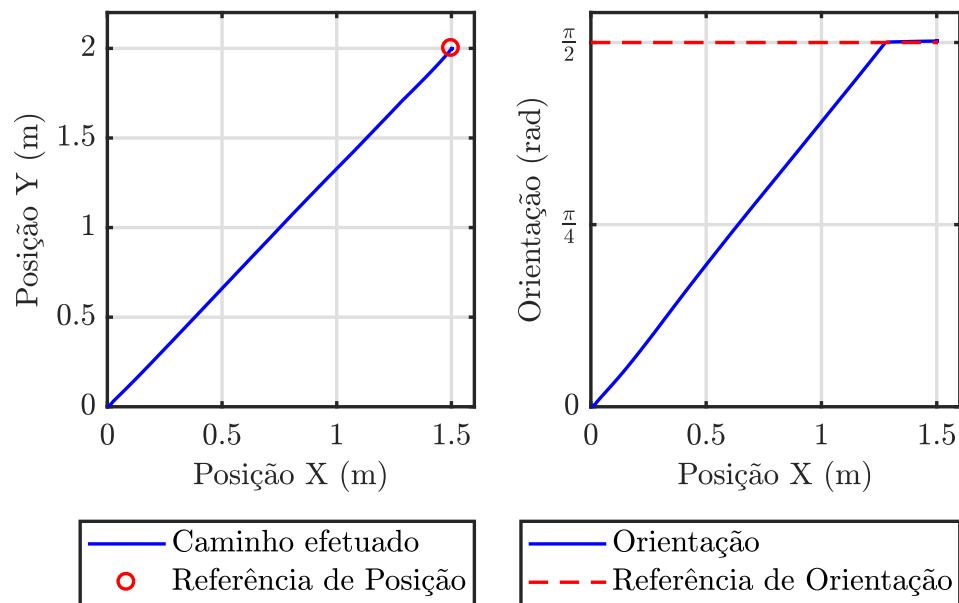 2
1.5
1
0.5
0
0
0.5
1
1.5
Posição Y (m)
Posição X (m)
Caminho efetuado
Referência de Posição
π/2
π/4
0
0
0.5
1
1.5
Orientação (rad)
Posição X (m)
Orientação
Referência de Orientação